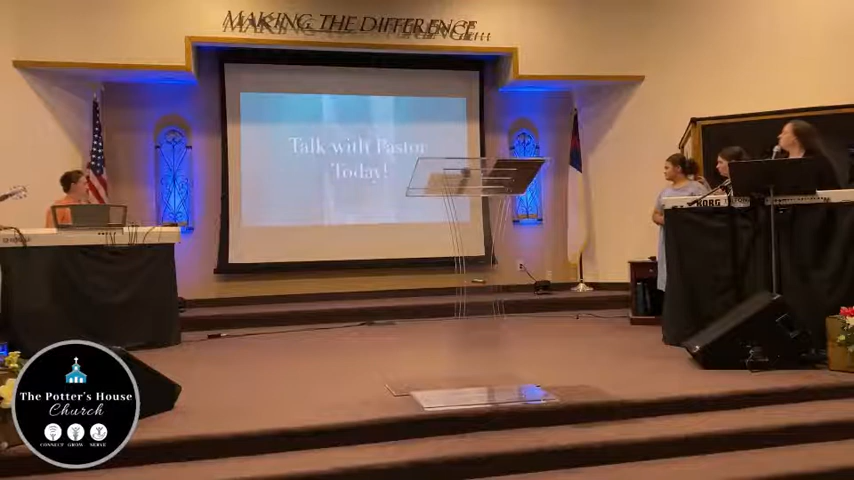 MAKING THE DIFFERENCE...
Talk with Pastor
Today!
KORG
The Potter's House
Church
Connect Grow Serve